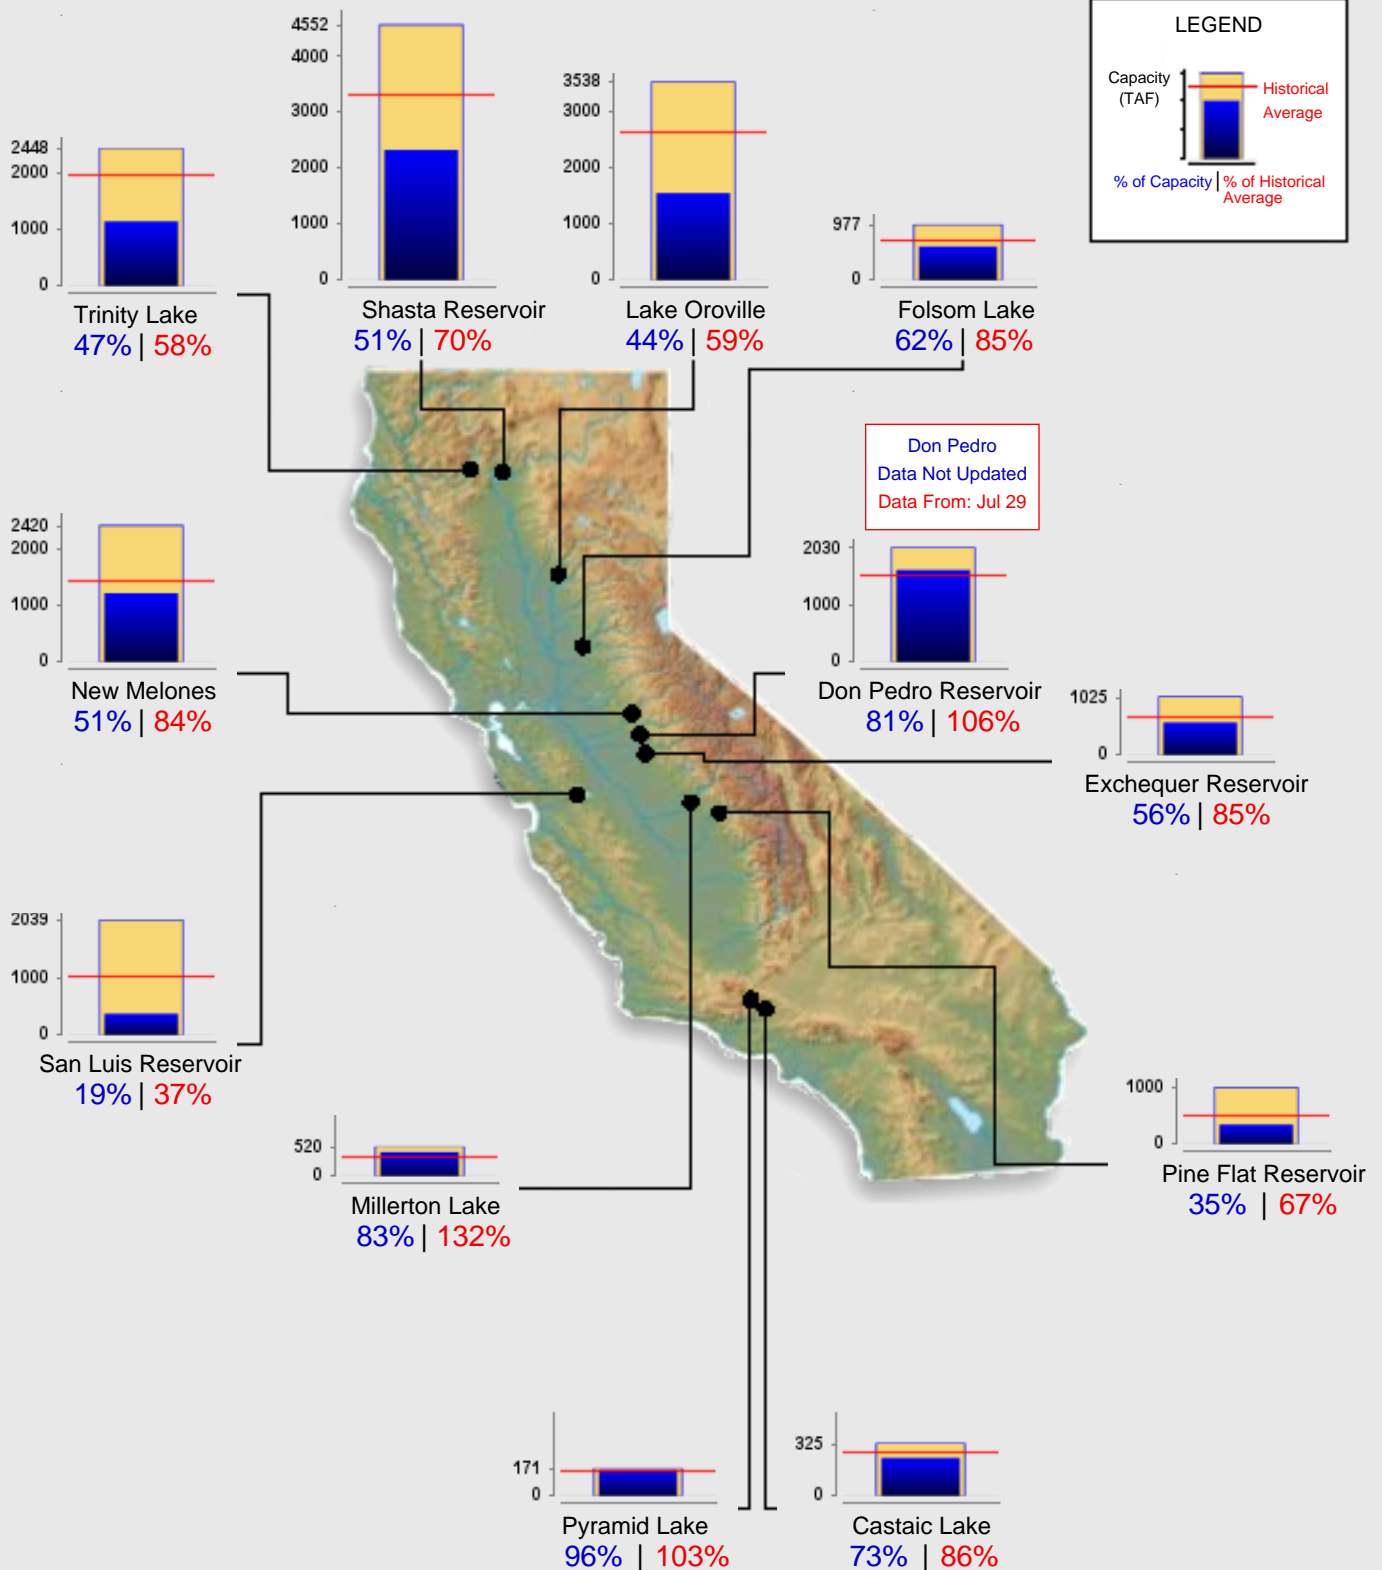 LEGEND
Capacity
(TAF)
Historical
Average
% of Capacity | % of Historical
Average
4552
4000
3000
2000
1000
0
Shasta Reservoir
51% | 70%
3538
3000
2000
1000
0
Lake Oroville
44% | 59%
2448
2000
1000
0
Trinity Lake
47% | 58%
977
0
Folsom Lake
62% | 85%
Don Pedro
Data Not Updated
Data From: Jul 29
2420
2000
1000
0
New Melones
51% | 84%
2030
1000
0
Don Pedro Reservoir
81% | 106%
1025
0
Exchequer Reservoir
56% | 85%
2039
1000
0
San Luis Reservoir
19% | 37%
520
0
Millerton Lake
83% | 132%
1000
0
Pine Flat Reservoir
35% | 67%
171
0
Pyramid Lake
96% | 103%
325
0
Castaic Lake
73% | 86%